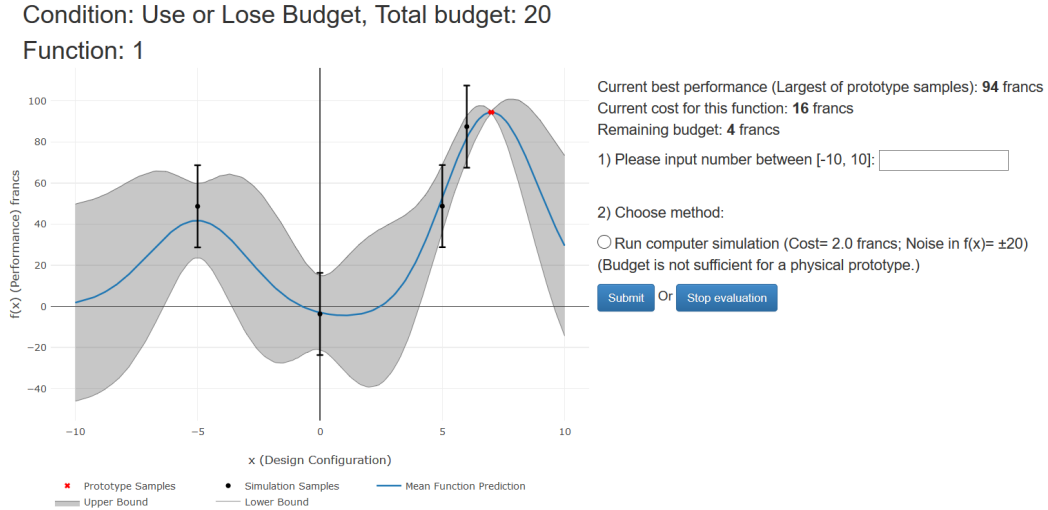 Condition: Use or Lose Budget, Total budget: 20
Function: 1
100
80
60
40
20
0
−20
−40
f(x) (Performance) francs
−10
−5
0
5
10
x (Design Configuration)
Prototype Samples
Simulation Samples
Mean Function Prediction
Upper Bound
Lower Bound
Current best performance (Largest of prototype samples): 94 francs
Current cost for this function: 16 francs
Remaining budget: 4 francs
1) Please input number between [-10, 10]:
2) Choose method:
Run computer simulation (Cost= 2.0 francs; Noise in f(x)= ±20)
(Budget is not sufficient for a physical prototype.)
Submit Or Stop evaluation